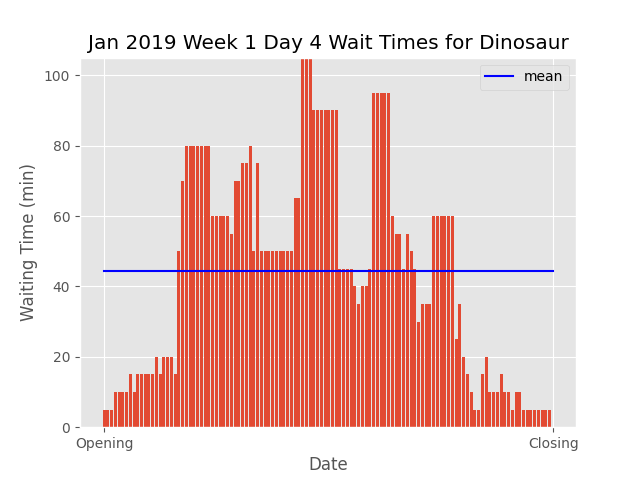 Jan 2019 Week 1 Day 4 Wait Times for Dinosaur
mean
Waiting Time (min)
100
80
60
40
20
0
Opening
Closing
Date